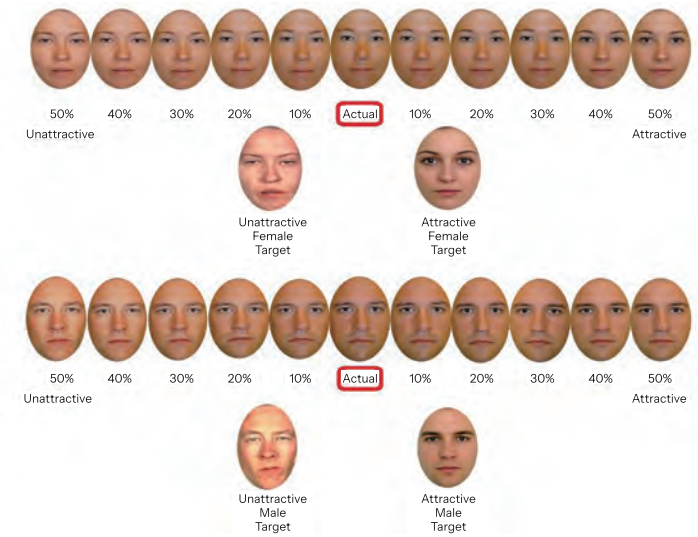 50% 40% 30% 20% 10% Actual 10% 20% 30% 40% 50%
Unattractive Attractive
Unattractive Attractive
Female Female
Target Target
50% 40% 30% 20% 10% Actual 10% 20% 30% 40% 50%
Unattractive Attractive
Unattractive Attractive
Male Male
Target Target